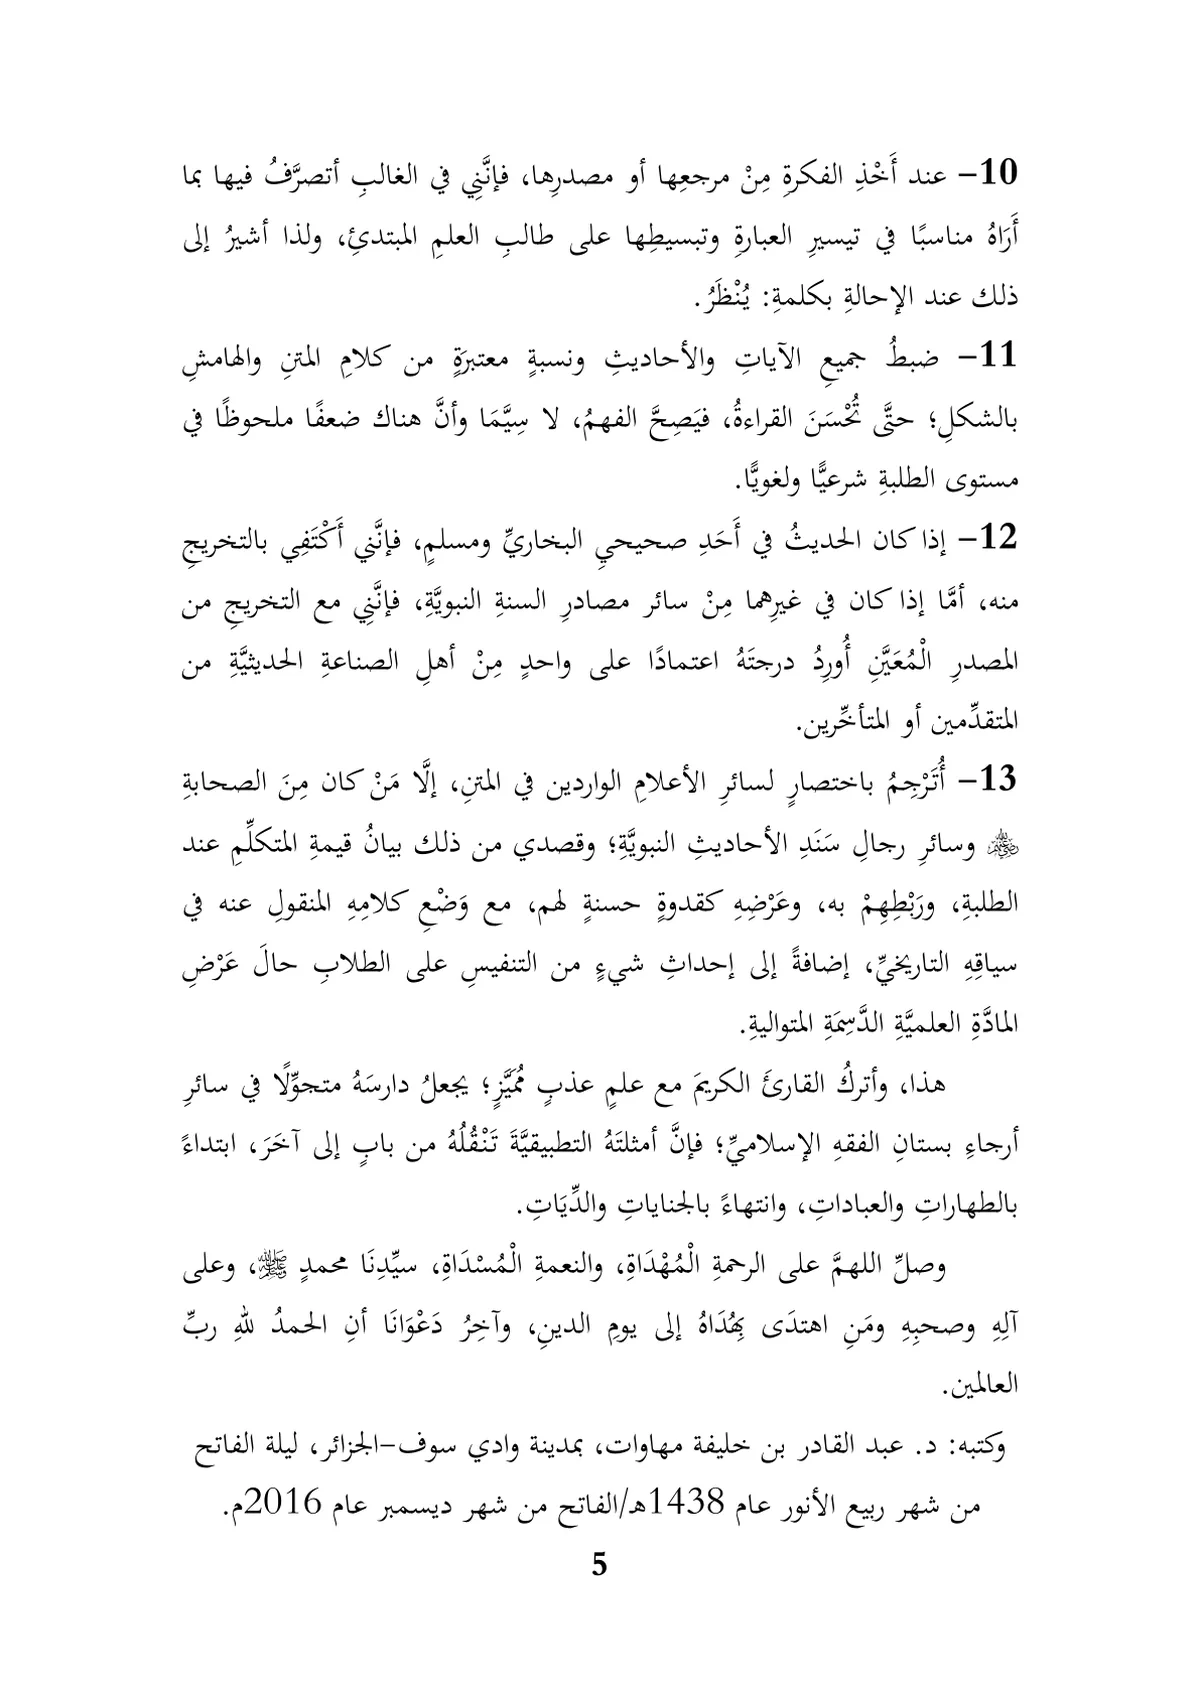 10- عند أَخْذِ الفكرةِ مِنْ مرجعِها أو مصدرِها، فإنَّنِي في الغالبِ أتصرَّفُ فيها بما
أَرَاهُ مناسبًا في تيسيرِ العبارةِ وتبسيطِها على طالبِ العلمِ المبتدئِ، ولذا أشيرُ إلى
ذلك عند الإحالةِ بكلمةِ: يُنْظَرُ.
11- ضبطُ جميعِ الآياتِ والأحاديثِ ونسبةٍ معتبرَةٍ من كلامِ المتنِ والهامشِ
بالشكلِ؛ حتَّى تُحْسَنَ القراءةُ، فيَصِحَّ الفهمُ، لا سِيَّمَا وأنَّ هناك ضعفًا ملحوظًا في
مستوى الطلبةِ شرعيًّا ولغويًّا.
12- إذا كان الحديثُ في أَحَدِ صحيحيِ البخاريِّ ومسلمٍ، فإنَّني أَكْتَفِي بالتخريجِ
منه، أمَّا إذا كان في غيرِهما مِنْ سائر مصادرِ السنةِ النبويَّةِ، فإنَّنِي مع التخريجِ من
المصدرِ الْمُعَيَّنِ أُورِدُ درجتَهُ اعتمادًا على واحدٍ مِنْ أهلِ الصناعةِ الحديثيَّةِ من
المتقدِّمين أو المتأخِّرين.
13- أُتَرْجِمُ باختصارٍ لسائرِ الأعلامِ الواردين في المتنِ، إلَّا مَنْ كان مِنَ الصحابةِ
﵃ وسائرِ رجالِ سَنَدِ الأحاديثِ النبويَّةِ؛ وقصدي من ذلك بيانُ قيمةِ المتكلِّمِ عند
الطلبةِ، ورَبْطِهِمْ به، وعَرْضِهِ كقدوةٍ حسنةٍ لهم، مع وَضْعِ كلامِهِ المنقولِ عنه في
سياقِهِ التاريخيِّ، إضافةً إلى إحداثِ شيءٍ من التنفيسِ على الطلابِ حالَ عَرْضِ
المادَّةِ العلميَّةِ الدَّسِمَةِ المتواليةِ.
هذا، وأتركُ القارئَ الكريمَ مع علمٍ عذبٍ مُمَيَّزٍ؛ يجعلُ دارسَهُ متجوِّلًا في سائرِ
أرجاءِ بستانِ الفقهِ الإسلاميِّ؛ فإنَّ أمثلتَهُ التطبيقيَّةَ تَنْقُلُهُ من بابٍ إلى آخَرَ، ابتداءً
بالطهاراتِ والعباداتِ، وانتهاءً بالجناياتِ والدِّيَاتِ.
وصلِّ اللهمَّ على الرحمةِ الْمُهْدَاةِ، والنعمةِ الْمُسْدَاةِ، سيِّدِنَا محمدٍ ﷺ، وعلى
آلِهِ وصحبِهِ ومَنِ اهتدَى بِهُدَاهُ إلى يومِ الدينِ، وآخِرُ دَعْوَانَا أنِ الحمدُ للهِ ربِّ
العالمين.
وكتبه: د. عبد القادر بن خليفة مهاوات، بمدينة وادي سوف-الجزائر، ليلة الفاتح
من شهر ربيع الأنور عام 1438هـ/الفاتح من شهر ديسمبر عام 2016م.
5